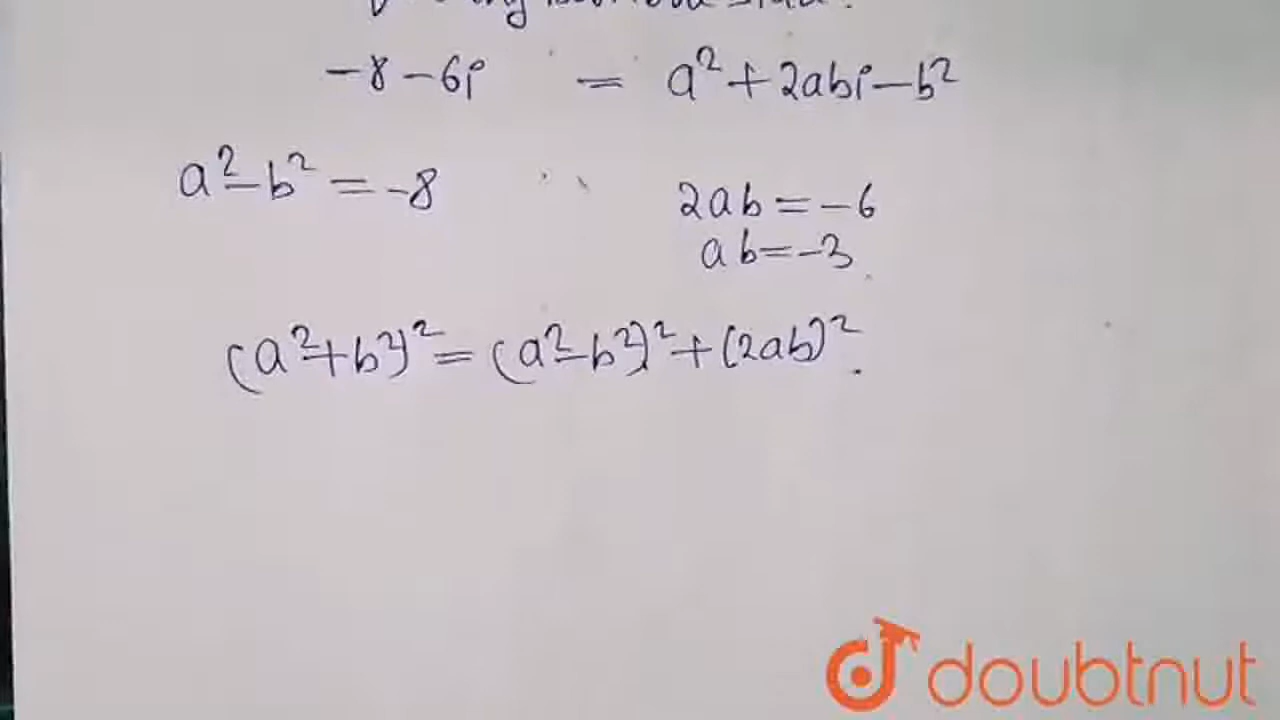 -8-6i = a²+2abi-b²
a²-b²=-8
2ab=-6
ab=-3
(a²+b²)²=(a²-b²)²+(2ab)².
doubtnut